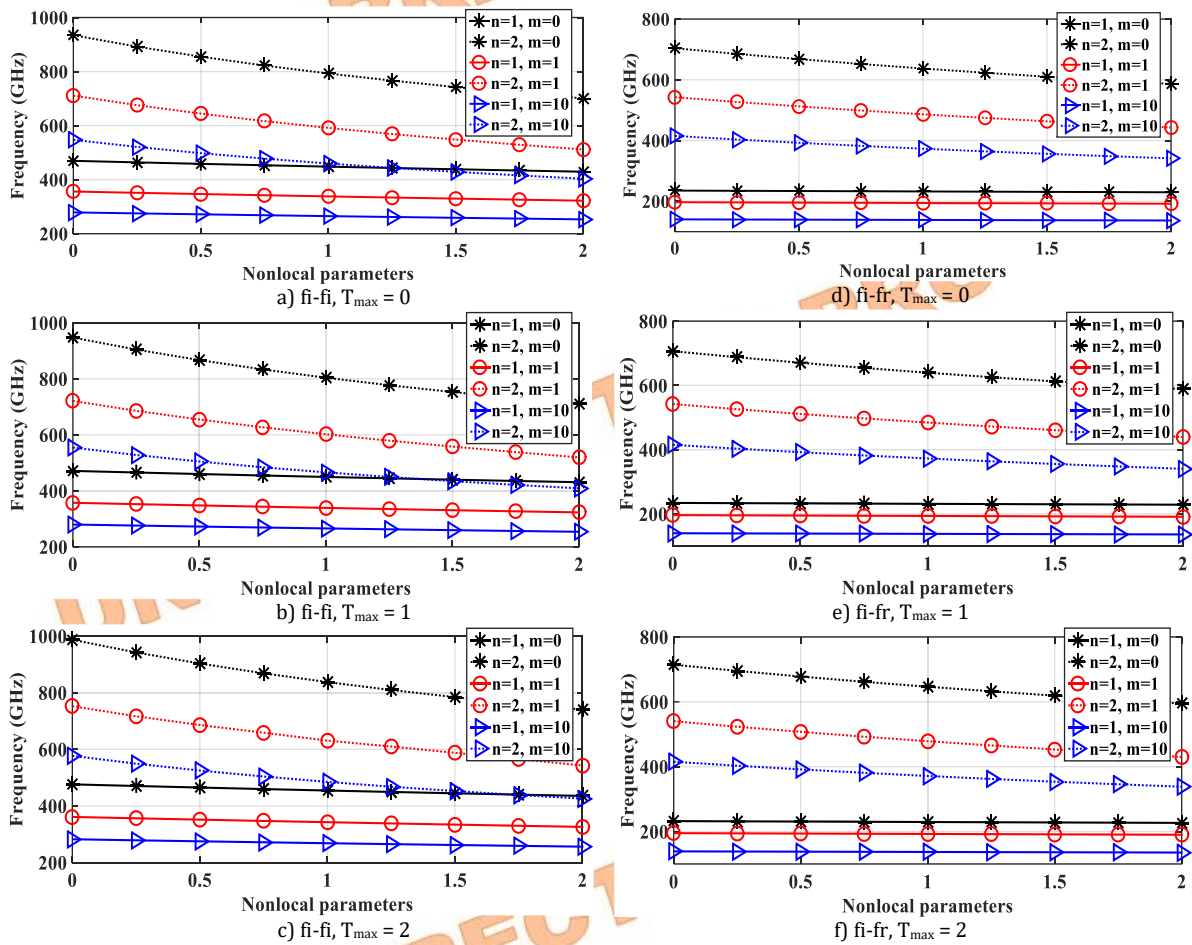 1000
800
600
400
200
Frequency (GHz)
0 0.5 1 1.5 2
Nonlocal parameters
n=1, m=0
n=2, m=0
n=1, m=1
n=2, m=1
n=1, m=10
n=2, m=10
a) fi-fi, Tmax = 0
800
600
400
200
Frequency (GHz)
0 0.5 1 1.5 2
Nonlocal parameters
n=1, m=0
n=2, m=0
n=1, m=1
n=2, m=1
n=1, m=10
n=2, m=10
d) fi-fr, Tmax = 0
1000
800
600
400
200
Frequency (GHz)
0 0.5 1 1.5 2
Nonlocal parameters
n=1, m=0
n=2, m=0
n=1, m=1
n=2, m=1
n=1, m=10
n=2, m=10
b) fi-fi, Tmax = 1
800
600
400
200
Frequency (GHz)
0 0.5 1 1.5 2
Nonlocal parameters
n=1, m=0
n=2, m=0
n=1, m=1
n=2, m=1
n=1, m=10
n=2, m=10
e) fi-fr, Tmax = 1
1000
800
600
400
200
Frequency (GHz)
0 0.5 1 1.5 2
Nonlocal parameters
n=1, m=0
n=2, m=0
n=1, m=1
n=2, m=1
n=1, m=10
n=2, m=10
c) fi-fi, Tmax = 2
800
600
400
200
Frequency (GHz)
0 0.5 1 1.5 2
Nonlocal parameters
n=1, m=0
n=2, m=0
n=1, m=1
n=2, m=1
n=1, m=10
n=2, m=10
f) fi-fr, Tmax = 2